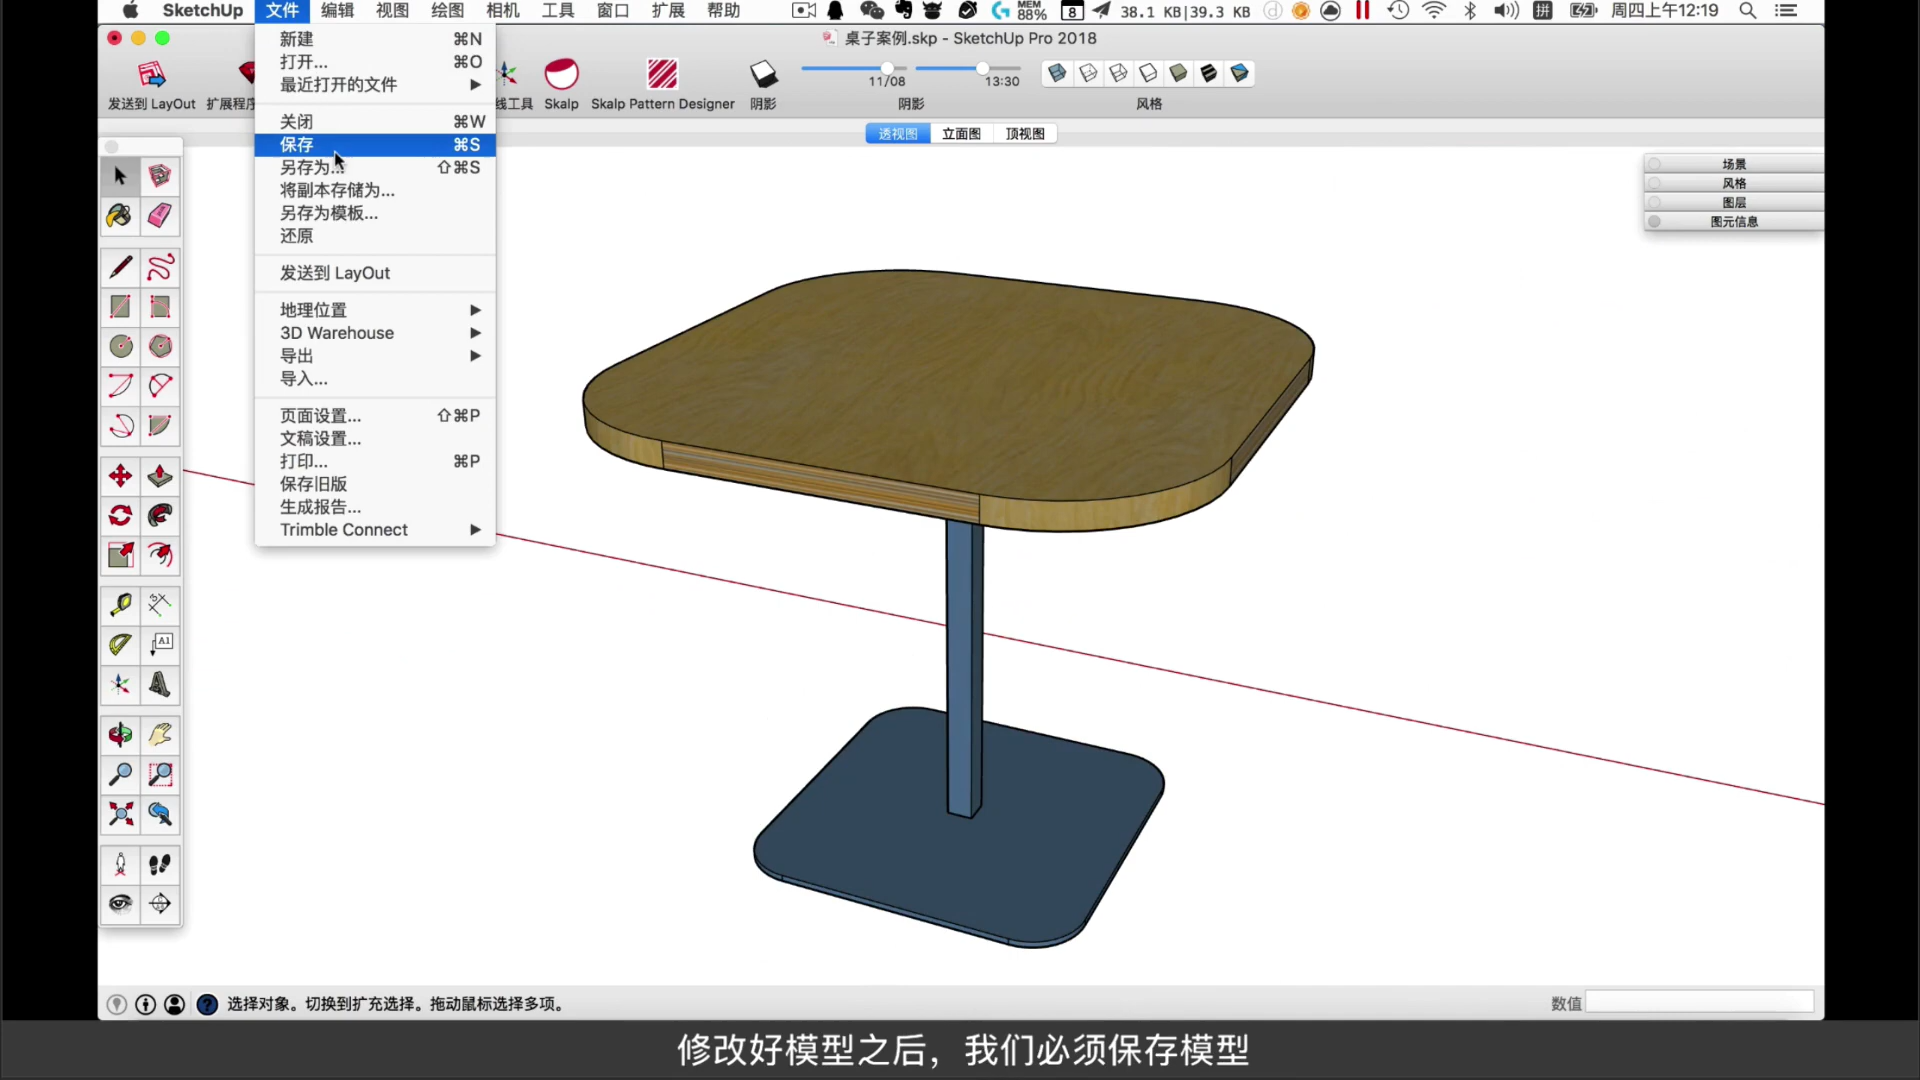 SketchUp 文件 编辑 视图 绘图 相机 工具 窗口 扩展 帮助 MEM 88% 8 38.1 KB|39.3 KB 拼 周四上午12:19
桌子案例.skp - SketchUp Pro 2018
11/08 13:30
发送到 LayOut 扩展程序 线工具 Skalp Skalp Pattern Designer 阴影 阴影 风格
透视图 立面图 顶视图
新建 ⌘N
打开... ⌘O
最近打开的文件 ▶
关闭 ⌘W
保存 ⌘S
另存为... ⇧⌘S
将副本存储为...
另存为模板...
还原
发送到 LayOut
地理位置 ▶
3D Warehouse ▶
导出 ▶
导入...
页面设置... ⇧⌘P
文稿设置...
打印... ⌘P
保存旧版
生成报告...
Trimble Connect ▶
场景
风格
图层
图元信息
A1
选择对象。切换到扩充选择。拖动鼠标选择多项。
数值
修改好模型之后，我们必须保存模型